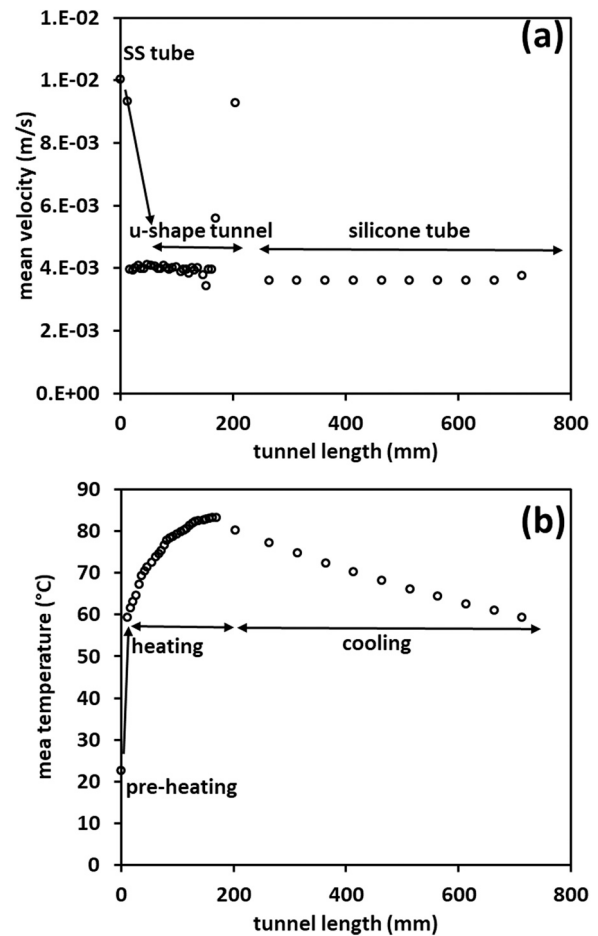 (a)
1.E-02
SS tube
1.E-02
8.E-03
6.E-03
u-shape tunnel
silicone tube
4.E-03
2.E-03
0.E+00
mean velocity (m/s)
0 200 400 600 800
tunnel length (mm)
(b)
90
80
70
60
heating
cooling
50
40
30
20
pre-heating
10
0
mea temperature (°C)
0 200 400 600 800
tunnel length (mm)